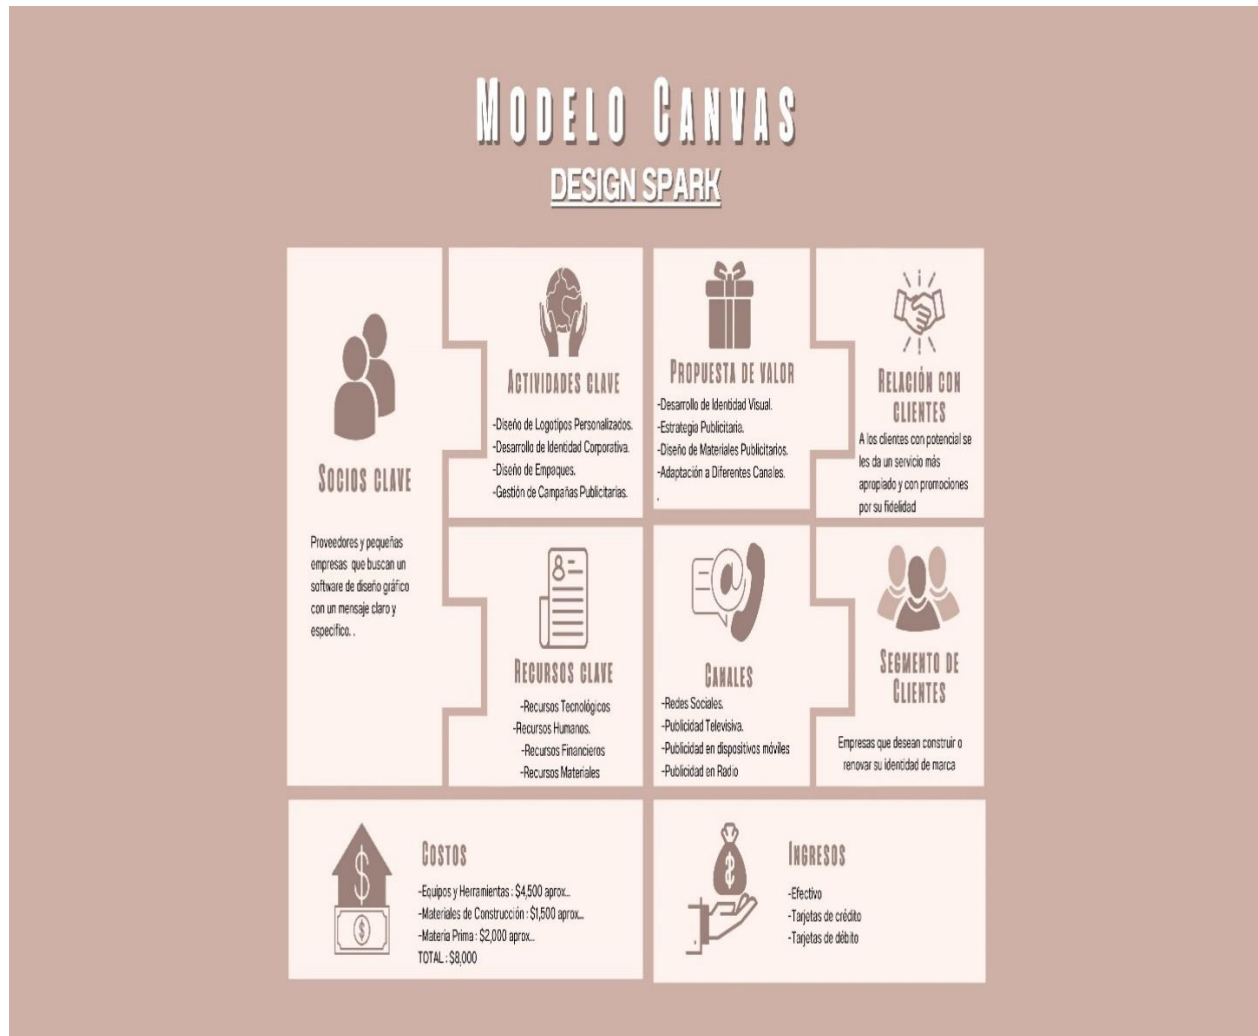 MODELO CANVAS
DESIGN SPARK
SOCIOS CLAVE
Proveedores y pequeñas
empresas que buscan un
software de diseño gráfico
con un mensaje claro y
específico. .
ACTIVIDADES CLAVE
-Diseño de Logotipos Personalizados.
-Desarrollo de Identidad Corporativa.
-Diseño de Empaques.
-Gestión de Campañas Publicitarias.
PROPUESTA DE VALOR
-Desarrollo de Identidad Visual.
-Estrategia Publicitaria.
-Diseño de Materiales Publicitarios.
-Adaptación a Diferentes Canales.
.
RELACIÓN CON
CLIENTES
A los clientes con potencial se
les da un servicio más
apropiado y con promociones
por su fidelidad
RECURSOS CLAVE
-Recursos Tecnológicos
-Recursos Humanos.
-Recursos Financieros
-Recursos Materiales
CANALES
-Redes Sociales.
-Publicidad Televisiva.
-Publicidad en dispositivos móviles
-Publicidad en Radio
SEGMENTO DE
CLIENTES
Empresas que desean construir o
renovar su identidad de marca
COSTOS
-Equipos y Herramientas : $4,500 aprox...
-Materiales de Construcción : $1,500 aprox...
-Materia Prima : $2,000 aprox...
TOTAL : $8,000
INGRESOS
-Efectivo
-Tarjetas de crédito
-Tarjetas de débito